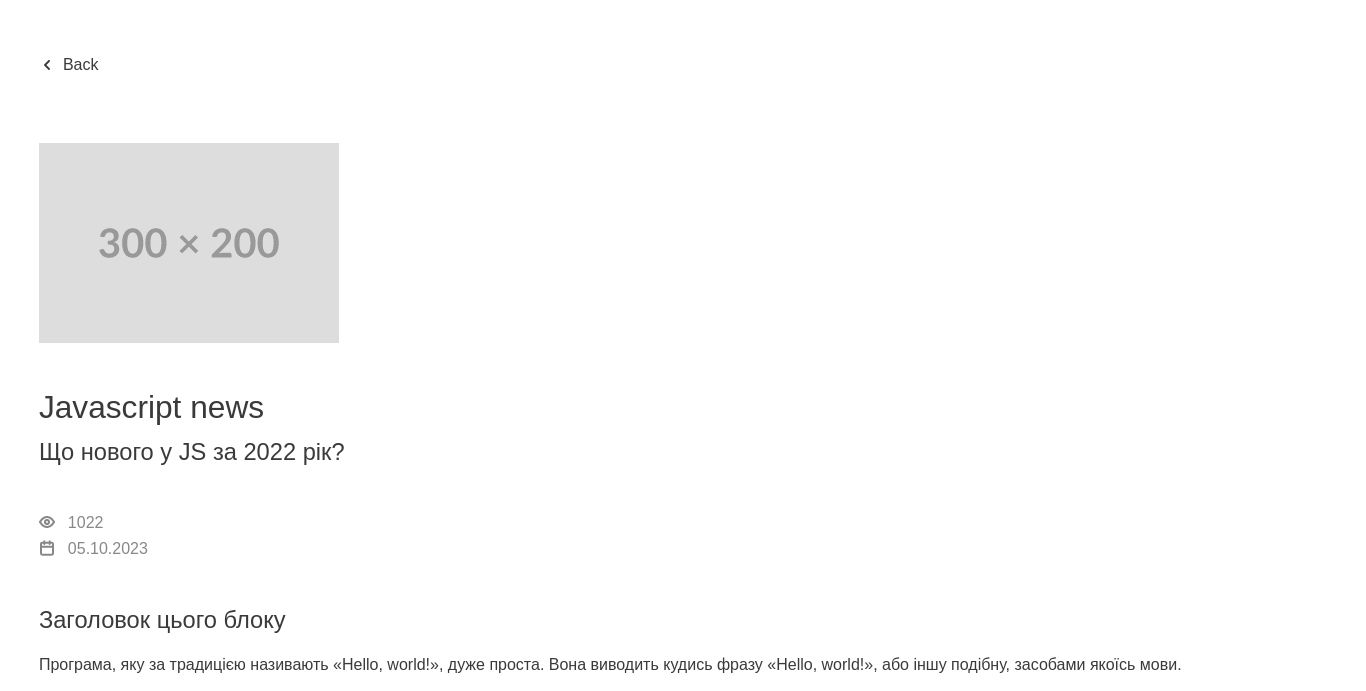 Back
300 × 200
Javascript news
Що нового у JS за 2022 рік?
1022
05.10.2023
Заголовок цього блоку
Програма, яку за традицією називають «Hello, world!», дуже проста. Вона виводить кудись фразу «Hello, world!», або іншу подібну, засобами якоїсь мови.